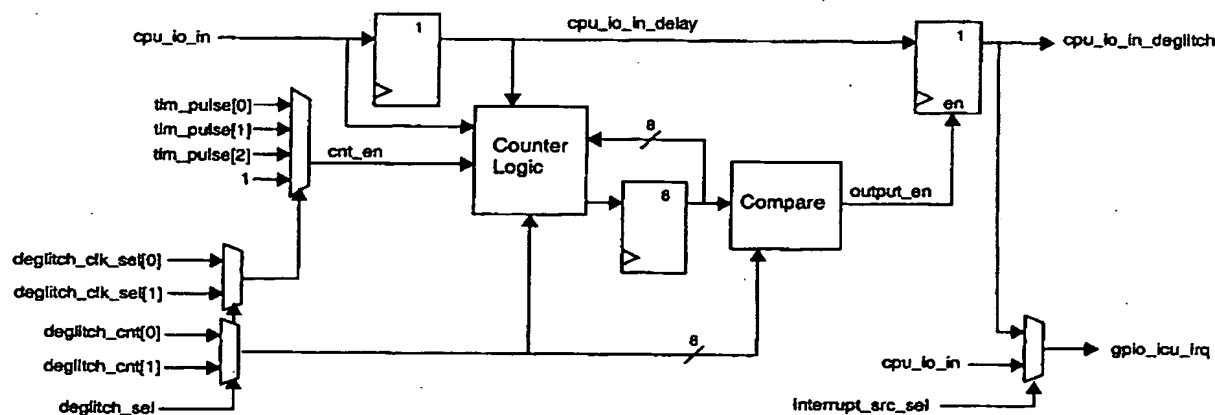 cpu_io_in
1
cpu_io_in_delay
1
en
cpu_io_in_deglitch
tim_pulse[0]
tim_pulse[1]
tim_pulse[2]
1
cnt_en
Counter
Logic
8
8
Compare
output_en
deglitch_clk_sel[0]
deglitch_clk_sel[1]
deglitch_cnt[0]
deglitch_cnt[1]
deglitch_sel
8
cpu_io_in
gpio_icu_irq
interrupt_src_sel